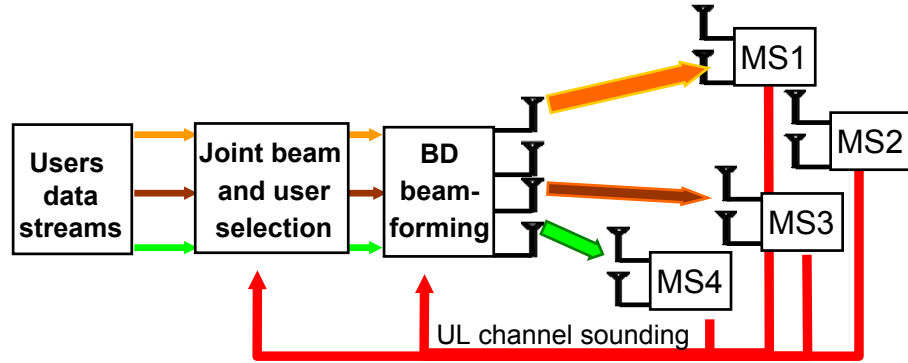 Users
data
streams
Joint beam
and user
selection
BD
beam-
forming
MS1
MS2
MS3
MS4
UL channel sounding